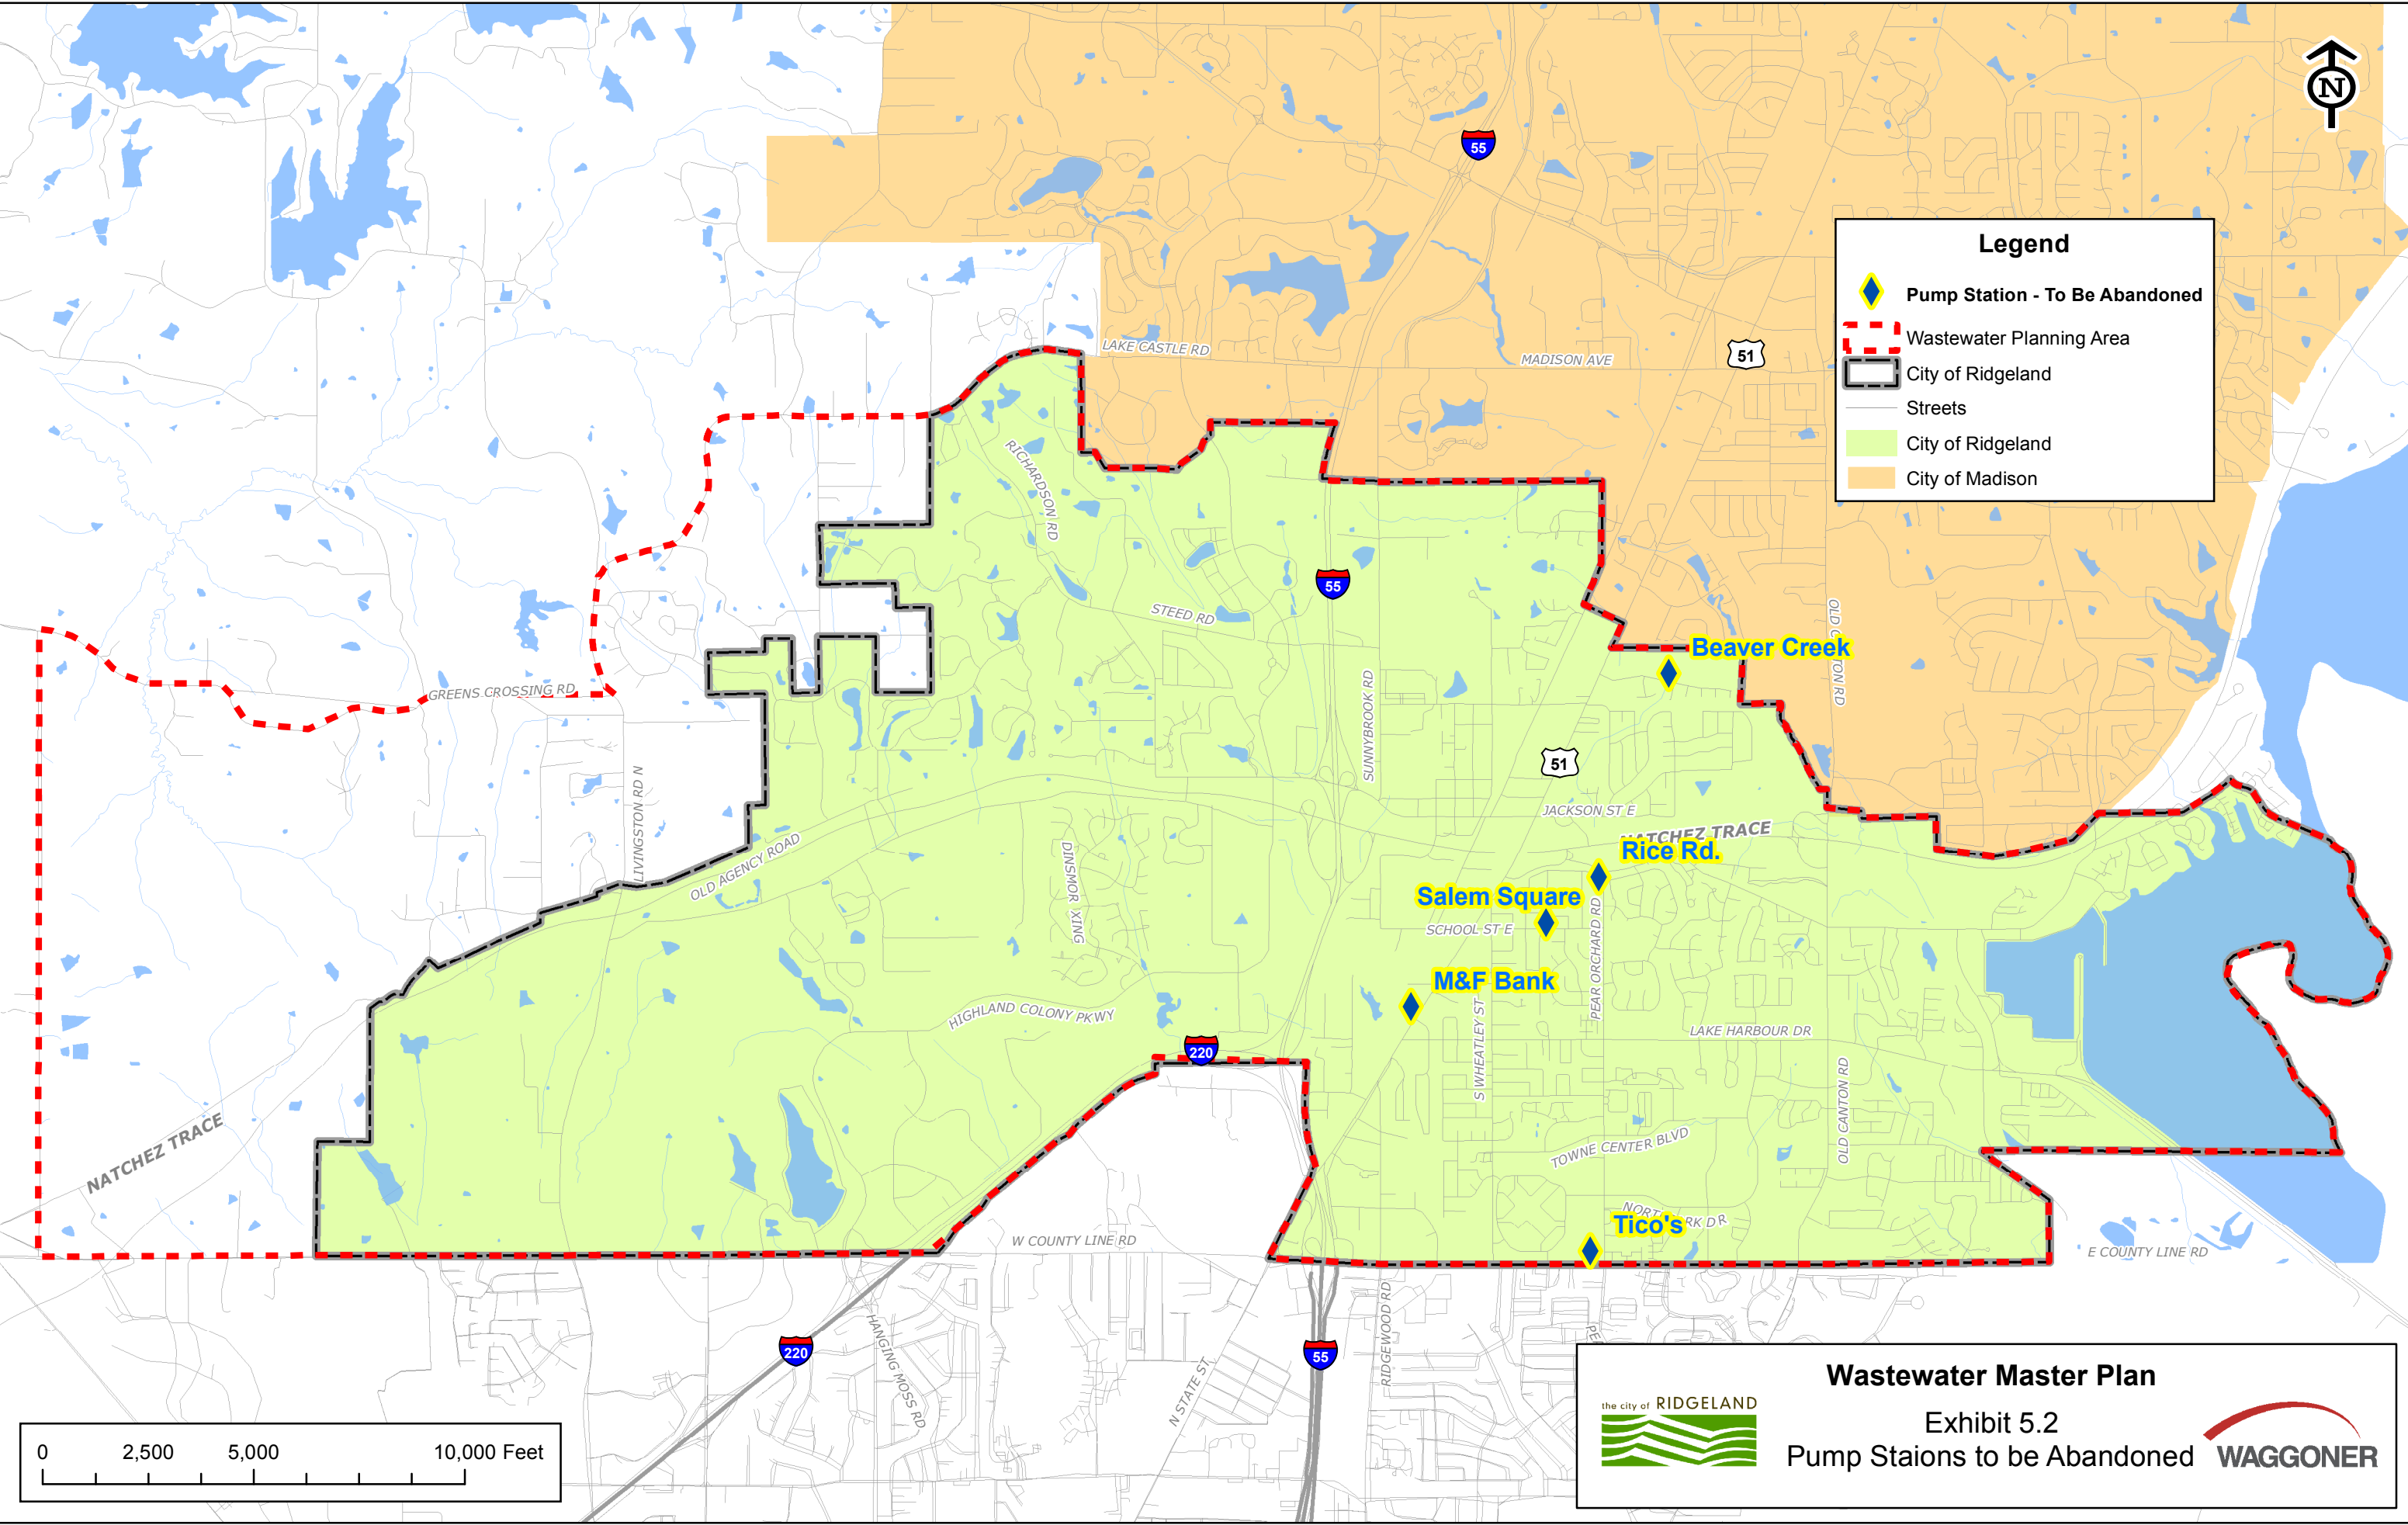 N
55
Legend
Pump Station - To Be Abandoned
Wastewater Planning Area
City of Ridgeland
Streets
City of Ridgeland
City of Madison
LAKE CASTLE RD
MADISON AVE
51
RICHARDSON RD
55
STEED RD
Beaver Creek
GREENS CROSSING RD
SUNNYBROOK RD
51
LIVINGSTON RD N
JACKSON ST E
NATCHEZ TRACE
Rice Rd.
OLD AGENCY ROAD
DINSMOR XING
Salem Square
SCHOOL ST E
PEAR ORCHARD RD
M&F Bank
HIGHLAND COLONY PKWY
S WHEATLEY ST
LAKE HARBOUR DR
220
OLD CANTON RD
NATCHEZ TRACE
TOWNE CENTER BLVD
Tico's
W COUNTY LINE RD
E COUNTY LINE RD
HANGING MOSS RD
220
55
RIDGEWOOD RD
N STATE ST
Wastewater Master Plan
the city of RIDGELAND
Exhibit 5.2
Pump Staions to be Abandoned
WAGGONER
0 2,500 5,000 10,000 Feet